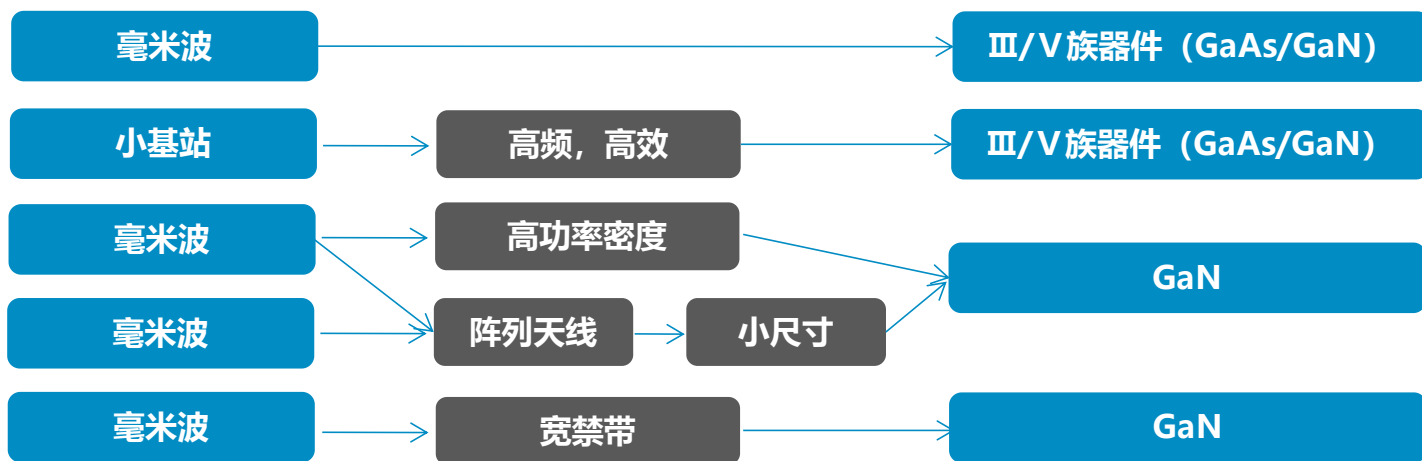 毫米波
Ⅲ/Ⅴ族器件（GaAs/GaN）
小基站
高频，高效
Ⅲ/Ⅴ族器件（GaAs/GaN）
毫米波
高功率密度
GaN
毫米波
阵列天线
小尺寸
毫米波
宽禁带
GaN